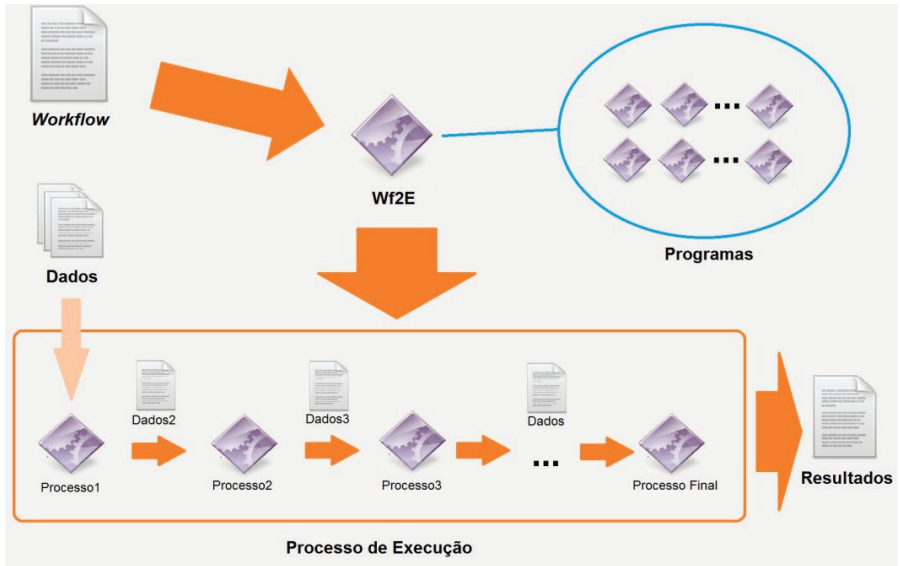 Workflow
Wf2E
Programas
Dados
Dados2
Dados3
Dados
Processo1
Processo2
Processo3
...
Processo Final
Resultados
Processo de Execução